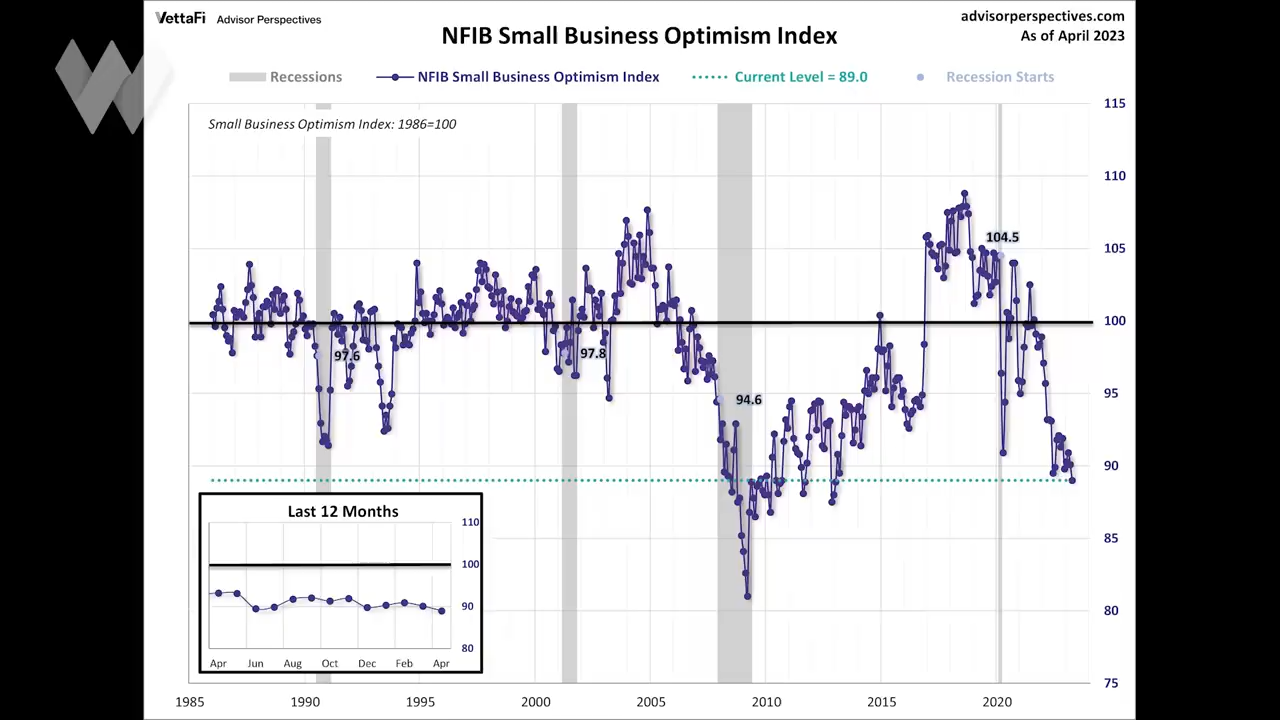 VettaFi Advisor Perspectives
advisorperspectives.com
NFIB Small Business Optimism Index
As of April 2023
W
Recessions NFIB Small Business Optimism Index Current Level = 89.0 Recession Starts
115
Small Business Optimism Index: 1986=100
110
105
104.5
100
97.6
97.8
95
94.6
90
85
80
75
Last 12 Months
110
100
90
80
Apr Jun Aug Oct Dec Feb Apr
1985 1990 1995 2000 2005 2010 2015 2020